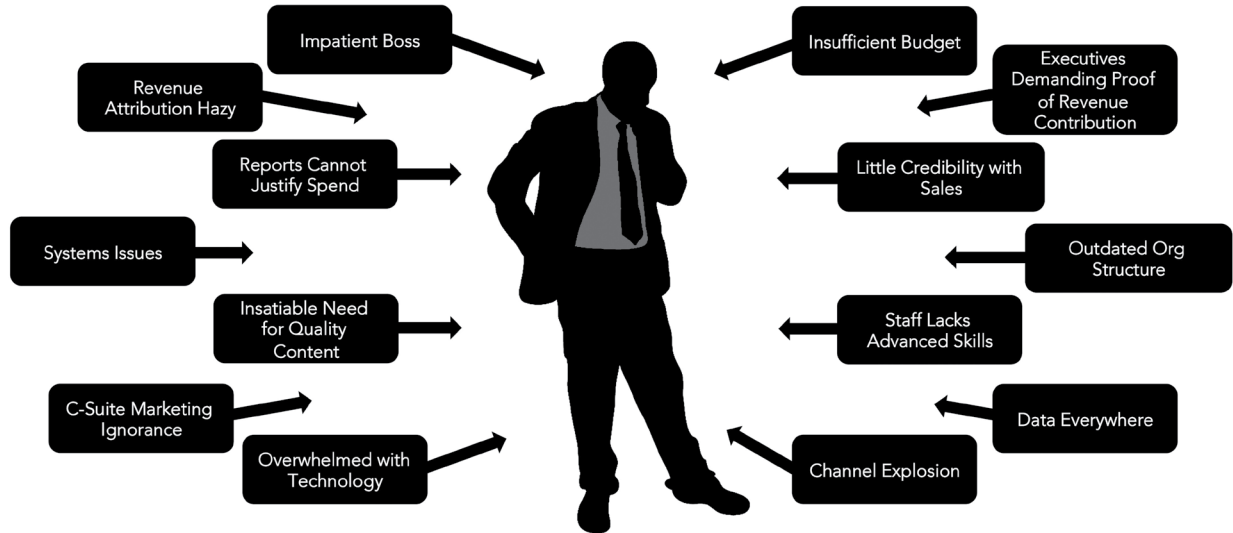 Impatient Boss
Revenue
Attribution Hazy
Reports Cannot
Justify Spend
Systems Issues
Insatiable Need
for Quality
Content
C-Suite Marketing
Ignorance
Overwhelmed with
Technology
Insufficient Budget
Executives
Demanding Proof
of Revenue
Contribution
Little Credibility with
Sales
Outdated Org
Structure
Staff Lacks
Advanced Skills
Data Everywhere
Channel Explosion